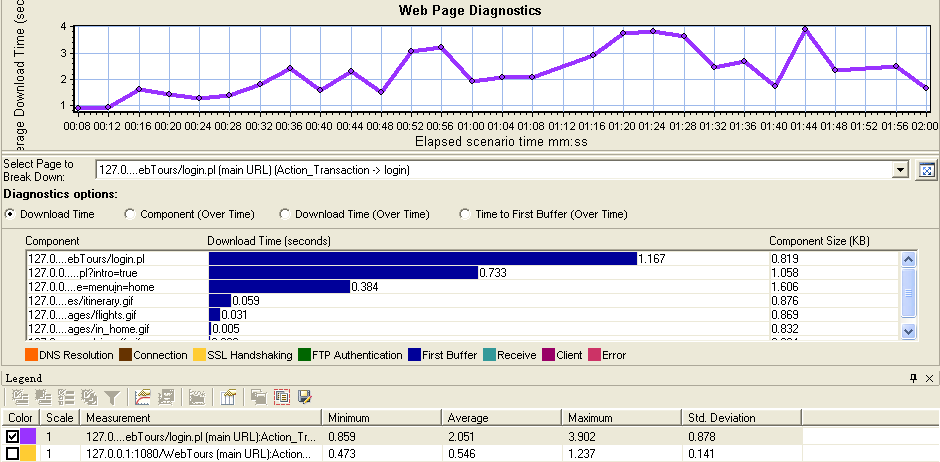 Web Page Diagnostics
erage Download Time (sec
4
3
2
1
00:08 00:12 00:16 00:20 00:24 00:28 00:32 00:36 00:40 00:44 00:48 00:52 00:56 01:00 01:04 01:08 01:12 01:16 01:20 01:24 01:28 01:32 01:36 01:40 01:44 01:48 01:52 01:56 02:00
Elapsed scenario time mm:ss
Select Page to
Break Down:
127.0....ebTours/login.pl (main URL) (Action_Transaction -> login)
Diagnostics options:
Download Time Component (Over Time) Download Time (Over Time) Time to First Buffer (Over Time)
Component Download Time (seconds) Component Size (KB)
127.0....ebTours/login.pl 1.167 0.819
127.0.0.....pl?intro=true 0.733 1.058
127.0.0....e=menuin=home 0.384 1.606
127.0....es/itinerary.gif 0.059 0.876
127.0....ages/flights.gif 0.031 0.869
127.0....ages/in_home.gif 0.005 0.832
DNS Resolution Connection SSL Handshaking FTP Authentication First Buffer Receive Client Error
Legend
Color Scale Measurement Minimum Average Maximum Std. Deviation
1 127.0....ebTours/login.pl (main URL):Action_Tr... 0.859 2.051 3.902 0.878
1 127.0.0.1:1080/WebTours (main URL):Action... 0.473 0.546 1.237 0.141